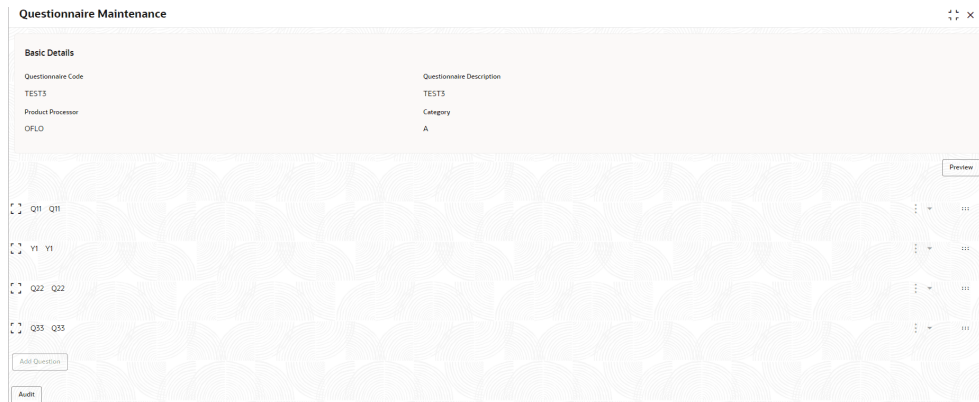 Questionnaire Maintenance
Basic Details
Questionnaire Code
Questionnaire Description
TEST3
TEST3
Product Processor
Category
OFLO
A
Preview
Q11 Q11
Y1 Y1
Q22 Q22
Q33 Q33
Add Question
Audit